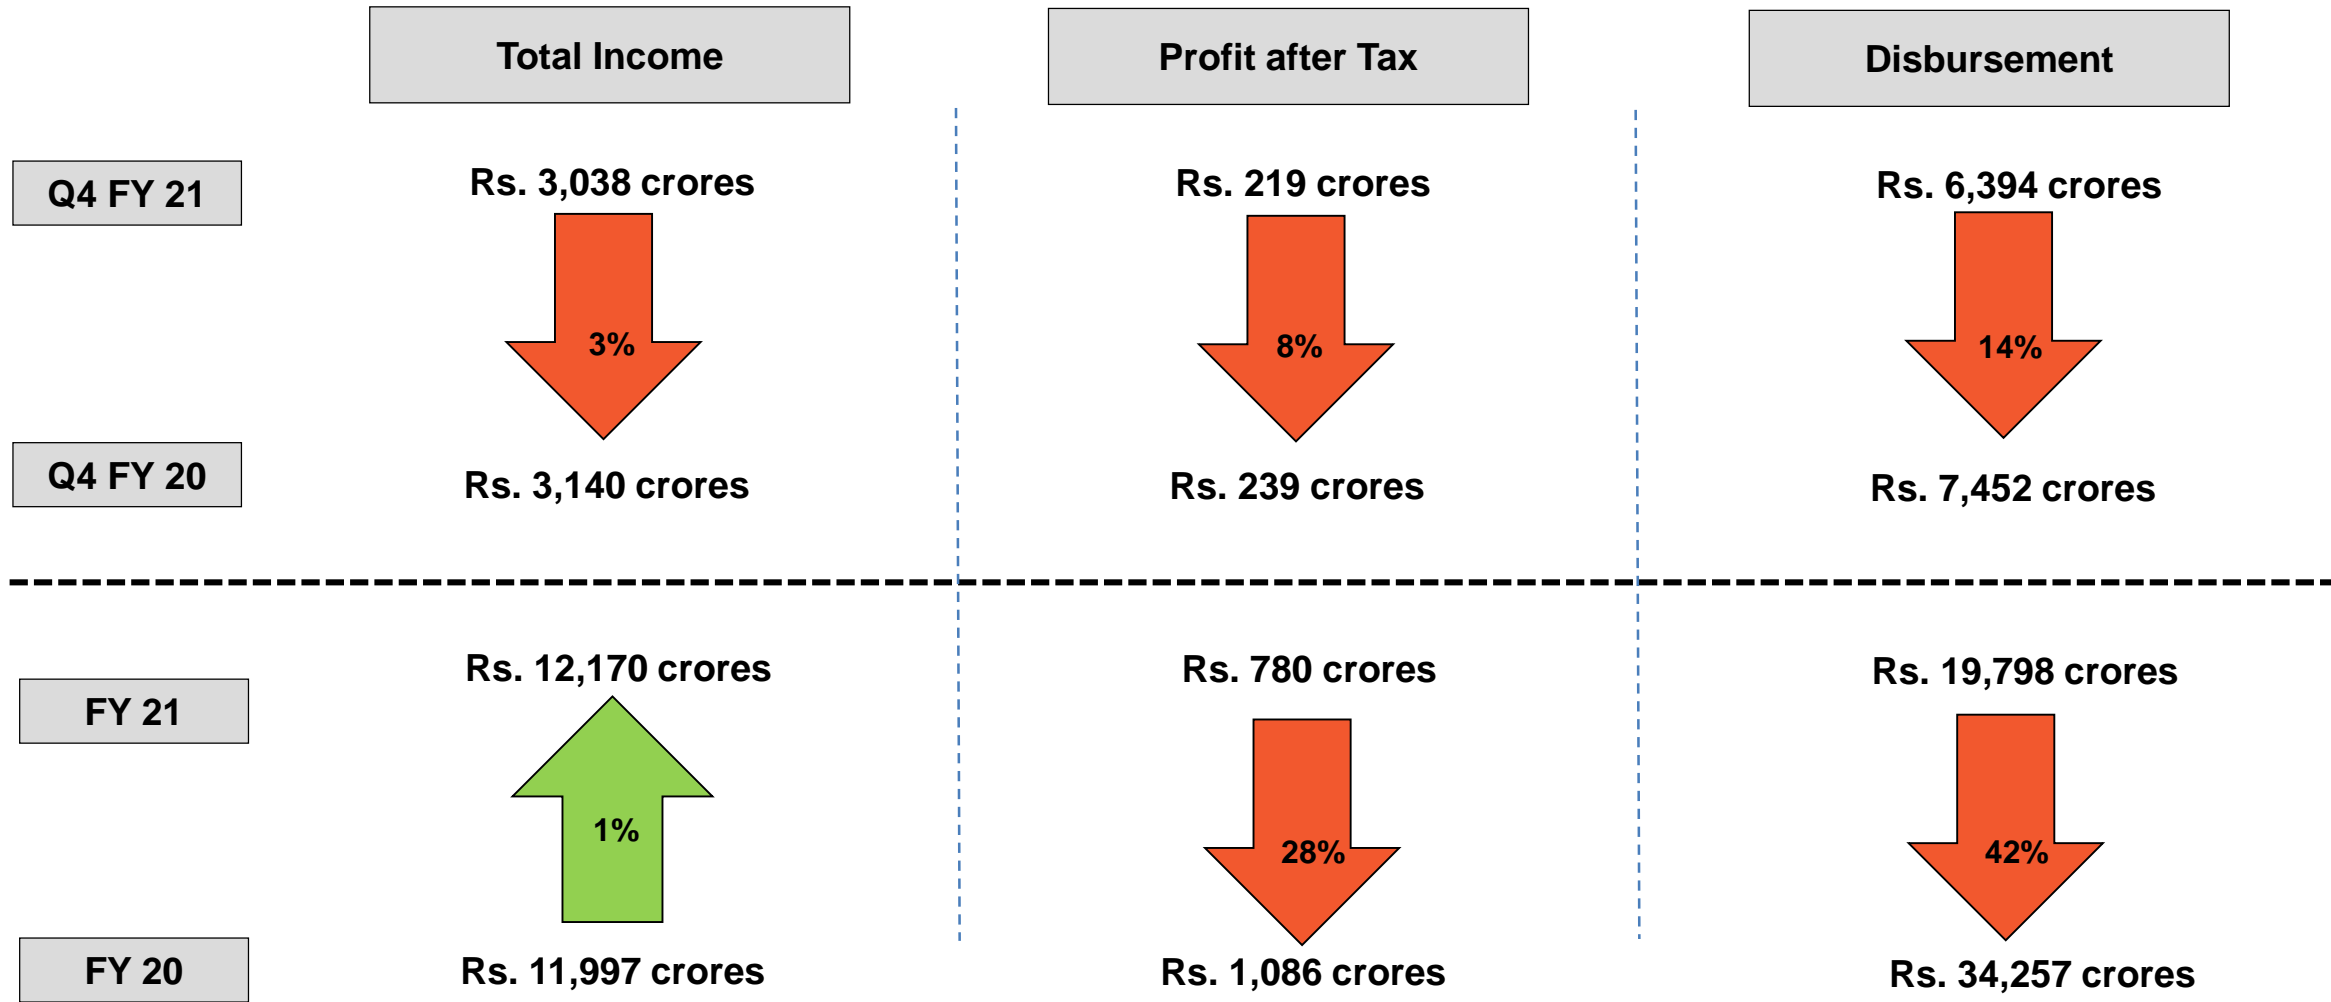 Total Income
Profit after Tax
Disbursement
Q4 FY 21
Rs. 3,038 crores
Rs. 219 crores
Rs. 6,394 crores
3%
8%
14%
Q4 FY 20
Rs. 3,140 crores
Rs. 239 crores
Rs. 7,452 crores
FY 21
Rs. 12,170 crores
Rs. 780 crores
Rs. 19,798 crores
1%
28%
42%
FY 20
Rs. 11,997 crores
Rs. 1,086 crores
Rs. 34,257 crores